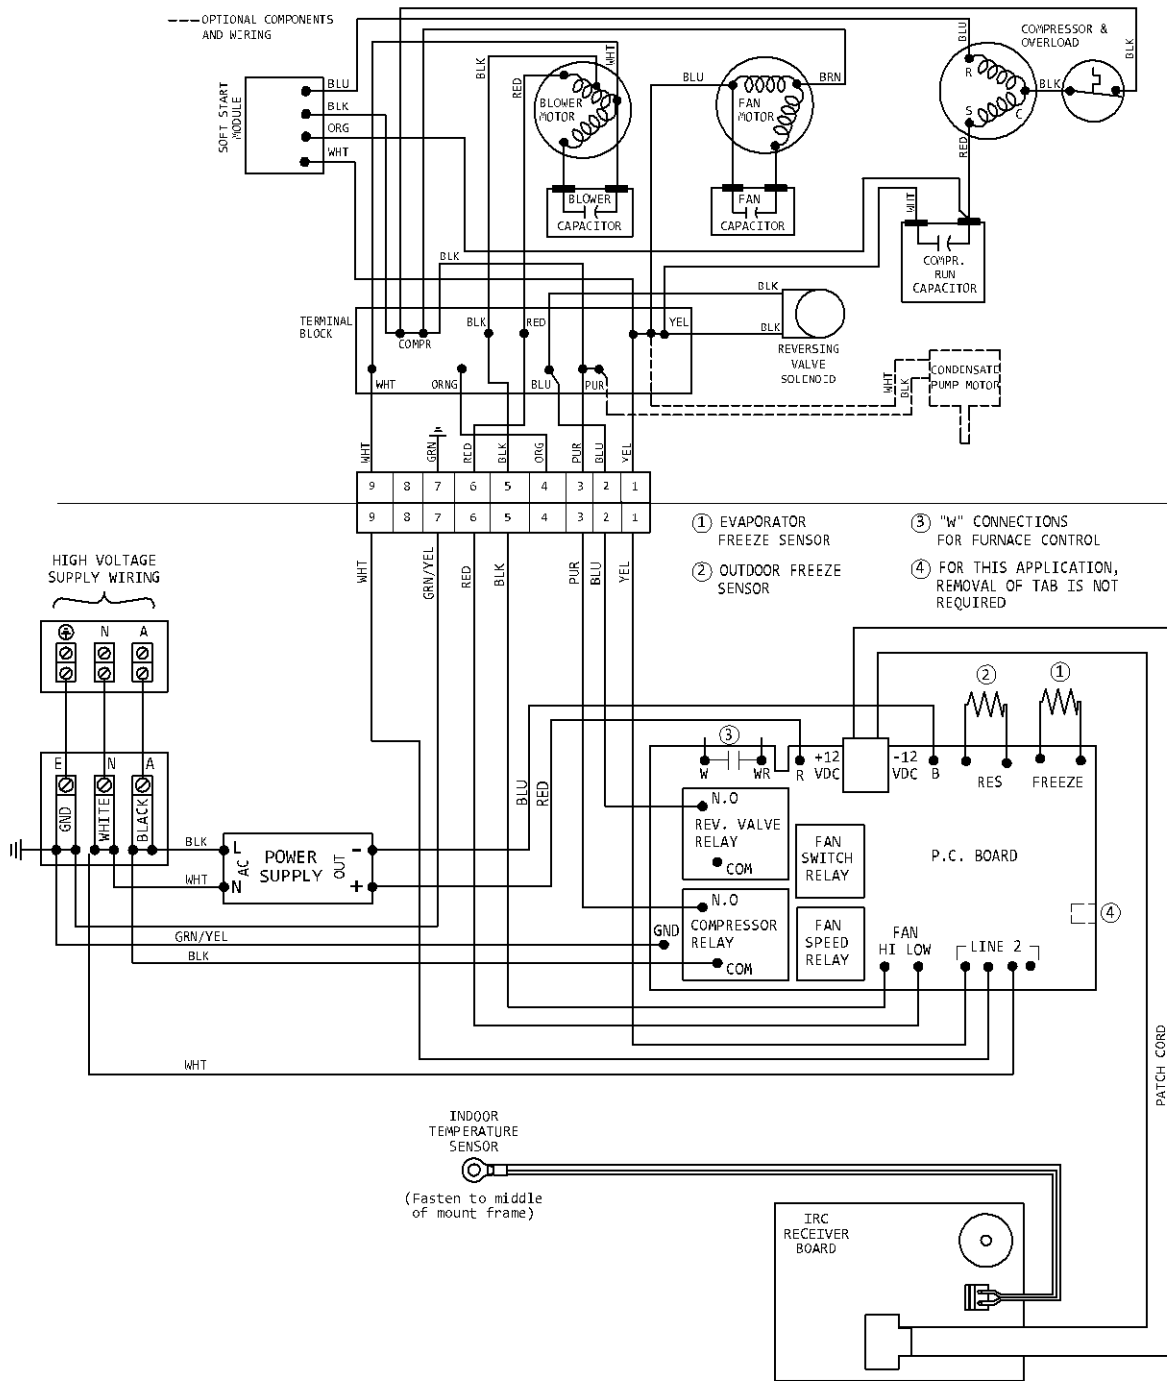 OPTIONAL COMPONENTS
AND WIRING
SOFT START
MODULE
BLU
BLK
ORG
WHT
BLK
RED
WHT
BLOWER
MOTOR
BLOWER
CAPACITOR
BLU
BRN
FAN
MOTOR
FAN
CAPACITOR
BLU
COMPRESSOR &
OVERLOAD
BLK
R
S
C
BLK
RED
WHT
COMPR.
RUN
CAPACITOR
BLK
TERMINAL
BLOCK
COMPR
BLK
RED
YEL
WHT
ORNG
BLU
PUR
BLK
BLK
REVERSING
VALVE
SOLENOID
WHT
BLK
CONDENSATE
PUMP MOTOR
WHT
GRN
RED
BLK
ORG
PUR
BLU
YEL
9 8 7 6 5 4 3 2 1
9 8 7 6 5 4 3 2 1
WHT
GRN/YEL
RED
BLK
PUR
BLU
YEL
1 EVAPORATOR
FREEZE SENSOR
2 OUTDOOR FREEZE
SENSOR
3 "W" CONNECTIONS
FOR FURNACE CONTROL
4 FOR THIS APPLICATION,
REMOVAL OF TAB IS NOT
REQUIRED
HIGH VOLTAGE
SUPPLY WIRING
N A
E N A
GND
WHITE
BLACK
BLK
WHT
L
N
AC
POWER
SUPPLY
OUT
-
+
BLU
RED
GRN/YEL
BLK
WHT
3
W
WR
R
+12
VDC
-12
VDC
B
2
RES
1
FREEZE
N.O
REV. VALVE
RELAY
COM
FAN
SWITCH
RELAY
P.C. BOARD
N.O
COMPRESSOR
RELAY
COM
GND
FAN
SPEED
RELAY
FAN
HI LOW
LINE 2
4
PATCH CORD
INDOOR
TEMPERATURE
SENSOR
(Fasten to middle
of mount frame)
IRC
RECEIVER
BOARD